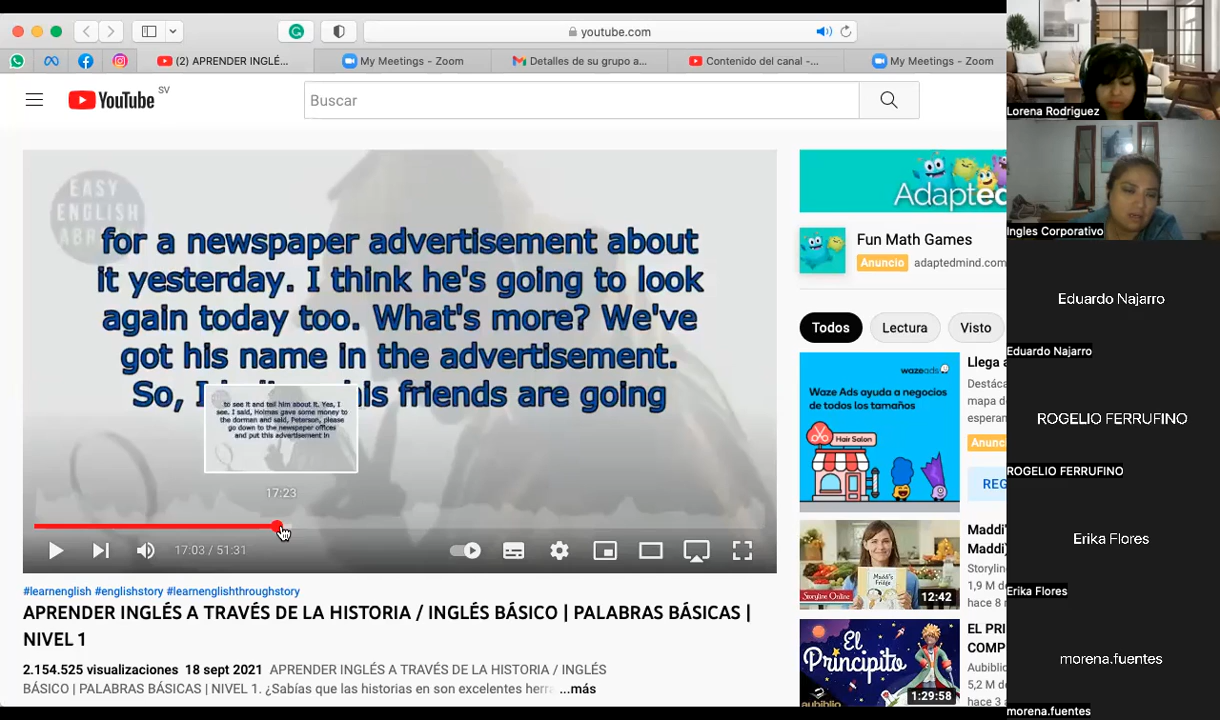 youtube.com
(2) APRENDER INGLÉ...
My Meetings - Zoom
Detalles de su grupo a...
Contenido del canal -...
My Meetings - Zoom
YouTube SV
Buscar
EASY
ENGLISH
for a newspaper advertisement about
it yesterday. I think he's going to look
again today too. What's more? We've
got his name in the advertisement.
So, I his friends are going
to see it and tell him about it. Yes, I
see. I said, Holmes gave some money to
the dormen and said, Peterson, please
go down to the newspaper offices
and put this advertisement in
17:23
17:03 / 51:31
#learnenglish #englishstory #learnenglishthroughstory
APRENDER INGLÉS A TRAVÉS DE LA HISTORIA / INGLÉS BÁSICO | PALABRAS BÁSICAS |
NIVEL 1
2.154.525 visualizaciones 18 sept 2021 APRENDER INGLÉS A TRAVÉS DE LA HISTORIA / INGLÉS
BÁSICO | PALABRAS BÁSICAS | NIVEL 1. ¿Sabías que las historias en son excelentes herra ...más
Adapted
Fun Math Games
Anuncio adaptedmind.com
Todos
Lectura
Visto
waze ads
Waze Ads ayuda a negocios
de todos los tamaños
Hair Salon
Llega a
Destác
mapa d
esperan
Anunc
REG
Maddi's
Fridge
Storyline Online
12:42
Maddi'
Maddi)
Storylin
1,9 M d
hace 8
El
Principito
aubiblio
1:29:58
EL PRI
COMP
Aubibli
5,2 M d
hace 3
Lorena Rodriguez
Ingles Corporativo
Eduardo Najarro
Eduardo Najarro
ROGELIO FERRUFINO
ROGELIO FERRUFINO
Erika Flores
Erika Flores
morena.fuentes
morena.fuentes